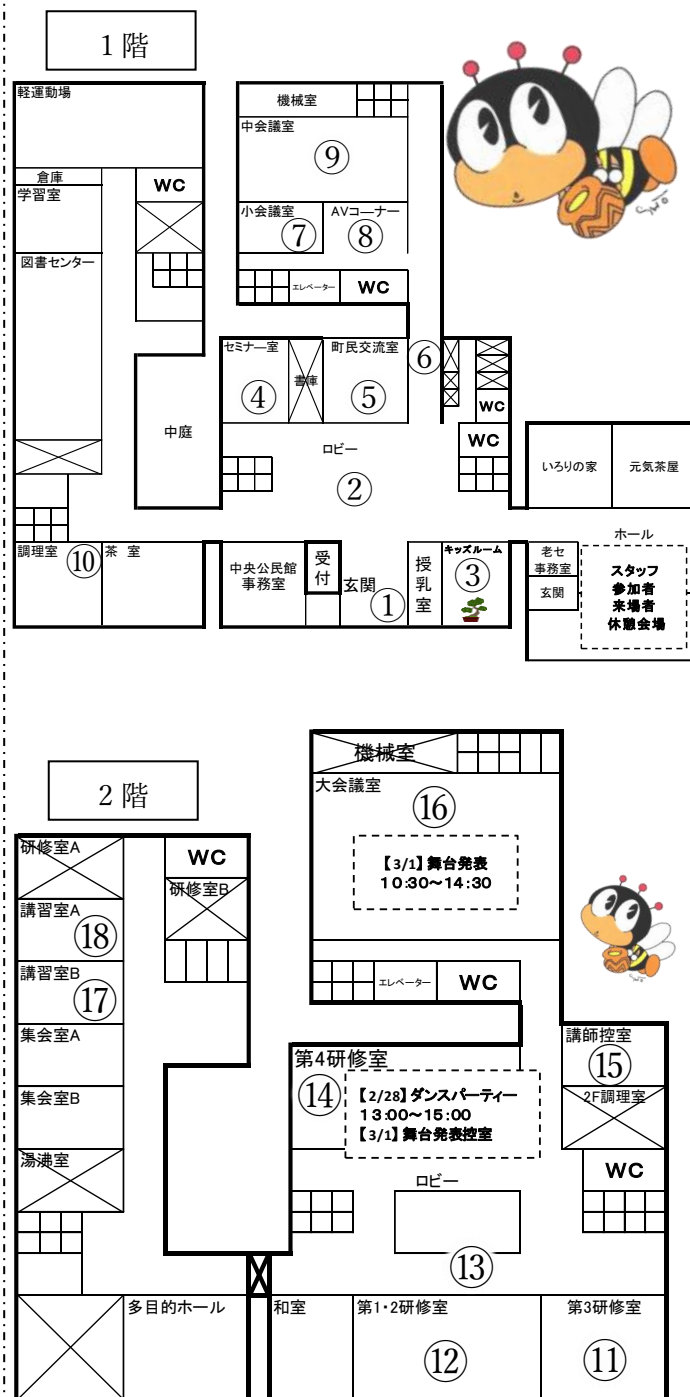 1階
軽運動場
倉庫
学習室
WC
図書センター
中庭
調理室
⑩
茶 室
機械室
中会議室
⑨
小会議室
⑦
AVコーナー
⑧
エレベーター
WC
セミナー室
④
書庫
町民交流室
⑤
⑥
WC
WC
ロビー
②
中央公民館
事務室
受付
玄関
①
授乳室
キッズルーム
③
いろりの家
元気茶屋
ホール
老セ
事務室
玄関
スタッフ
参加者
来場者
休憩会場
2階
機械室
大会議室
⑯
【3/1】舞台発表
10:30~14:30
研修室A
WC
研修室B
講習室A
⑱
講習室B
⑰
集会室A
集会室B
湯沸室
エレベーター
WC
第4研修室
⑭
【2/28】ダンスパーティー
13:00~15:00
【3/1】舞台発表控室
講師控室
⑮
2F調理室
WC
ロビー
⑬
多目的ホール
和室
第1・2研修室
⑫
第3研修室
⑪